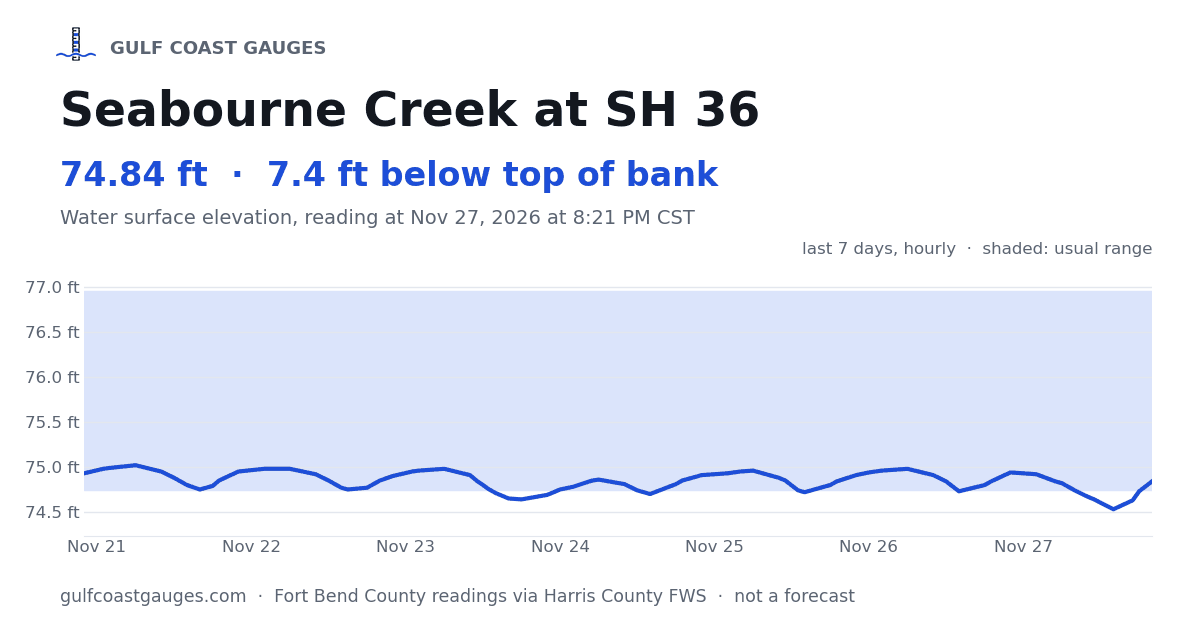 GULF COAST GAUGES
Seabourne Creek at SH 36
74.84 ft · 7.4 ft below top of bank
Water surface elevation, reading at Nov 27, 2026 at 8:21 PM CST
last 7 days, hourly · shaded: usual range
77.0 ft
76.5 ft
76.0 ft
75.5 ft
75.0 ft
74.5 ft
Nov 21 Nov 22 Nov 23 Nov 24 Nov 25 Nov 26 Nov 27
gulfcoastgauges.com · Fort Bend County readings via Harris County FWS · not a forecast